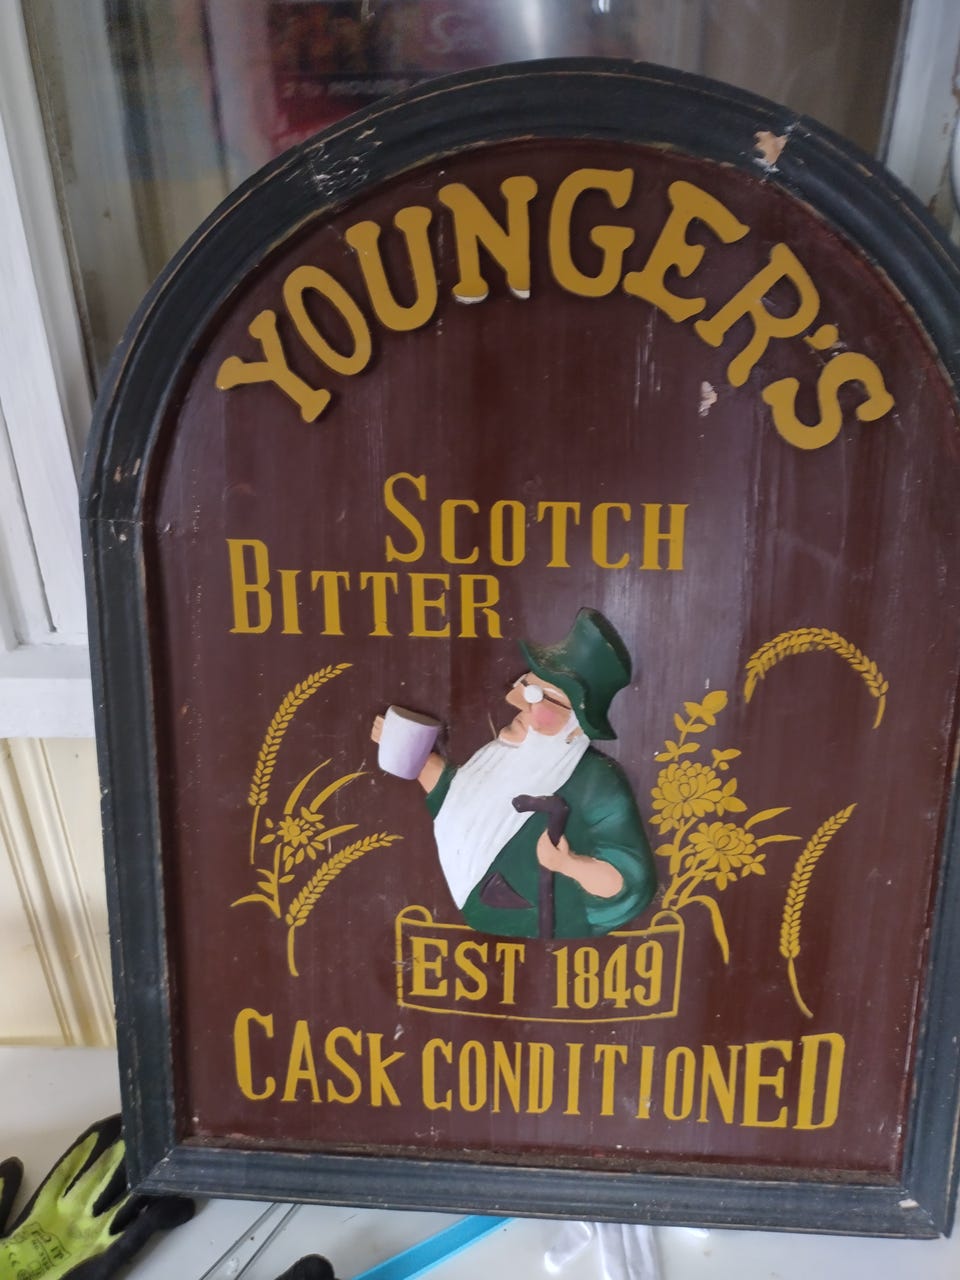 YOUNGER'S
SCOTCH
BITTER
EST 1849
CASK CONDITIONED